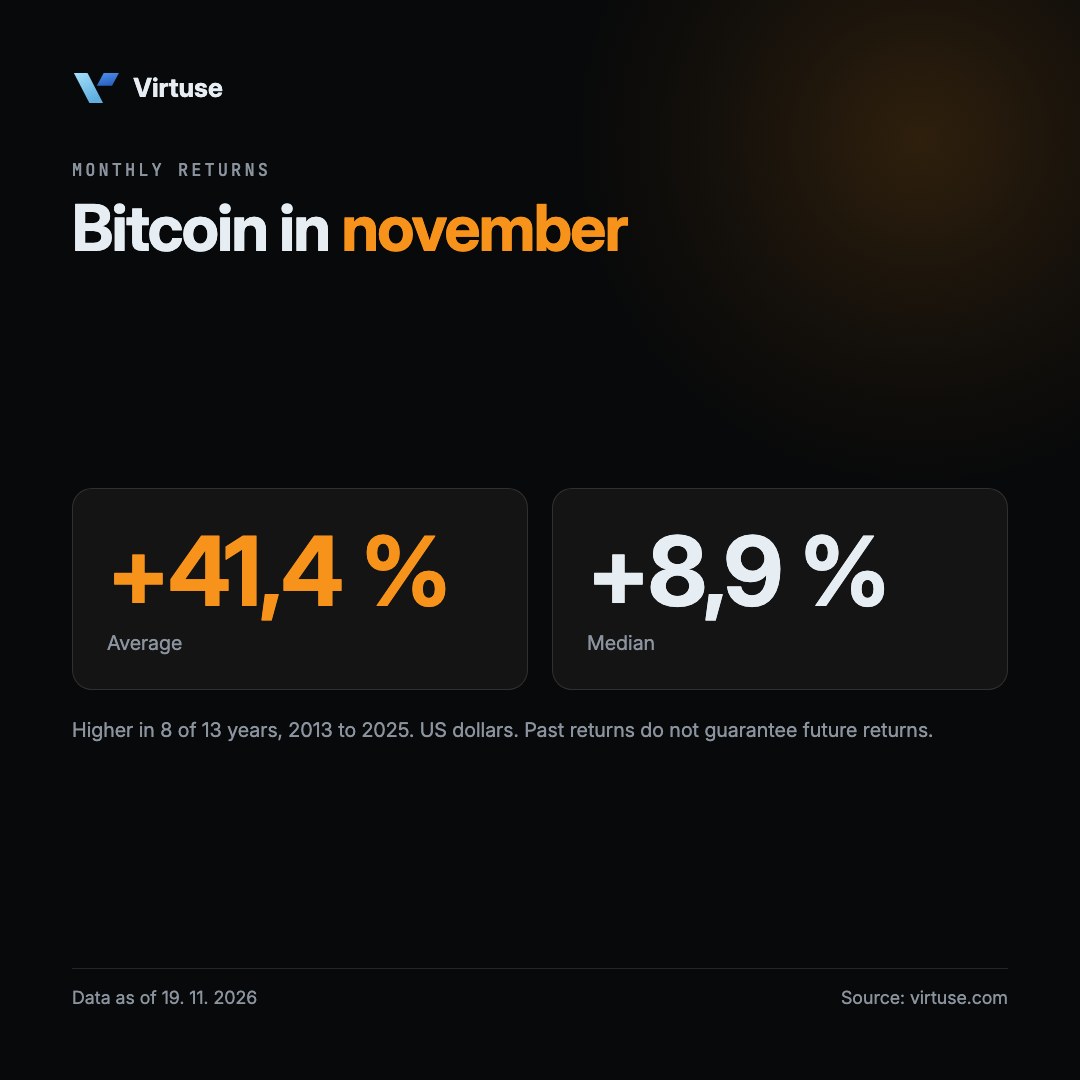 Virtuse
MONTHLY RETURNS
Bitcoin in november
+41,4 %
Average
+8,9 %
Median
Higher in 8 of 13 years, 2013 to 2025. US dollars. Past returns do not guarantee future returns.
Data as of 19. 11. 2026
Source: virtuse.com